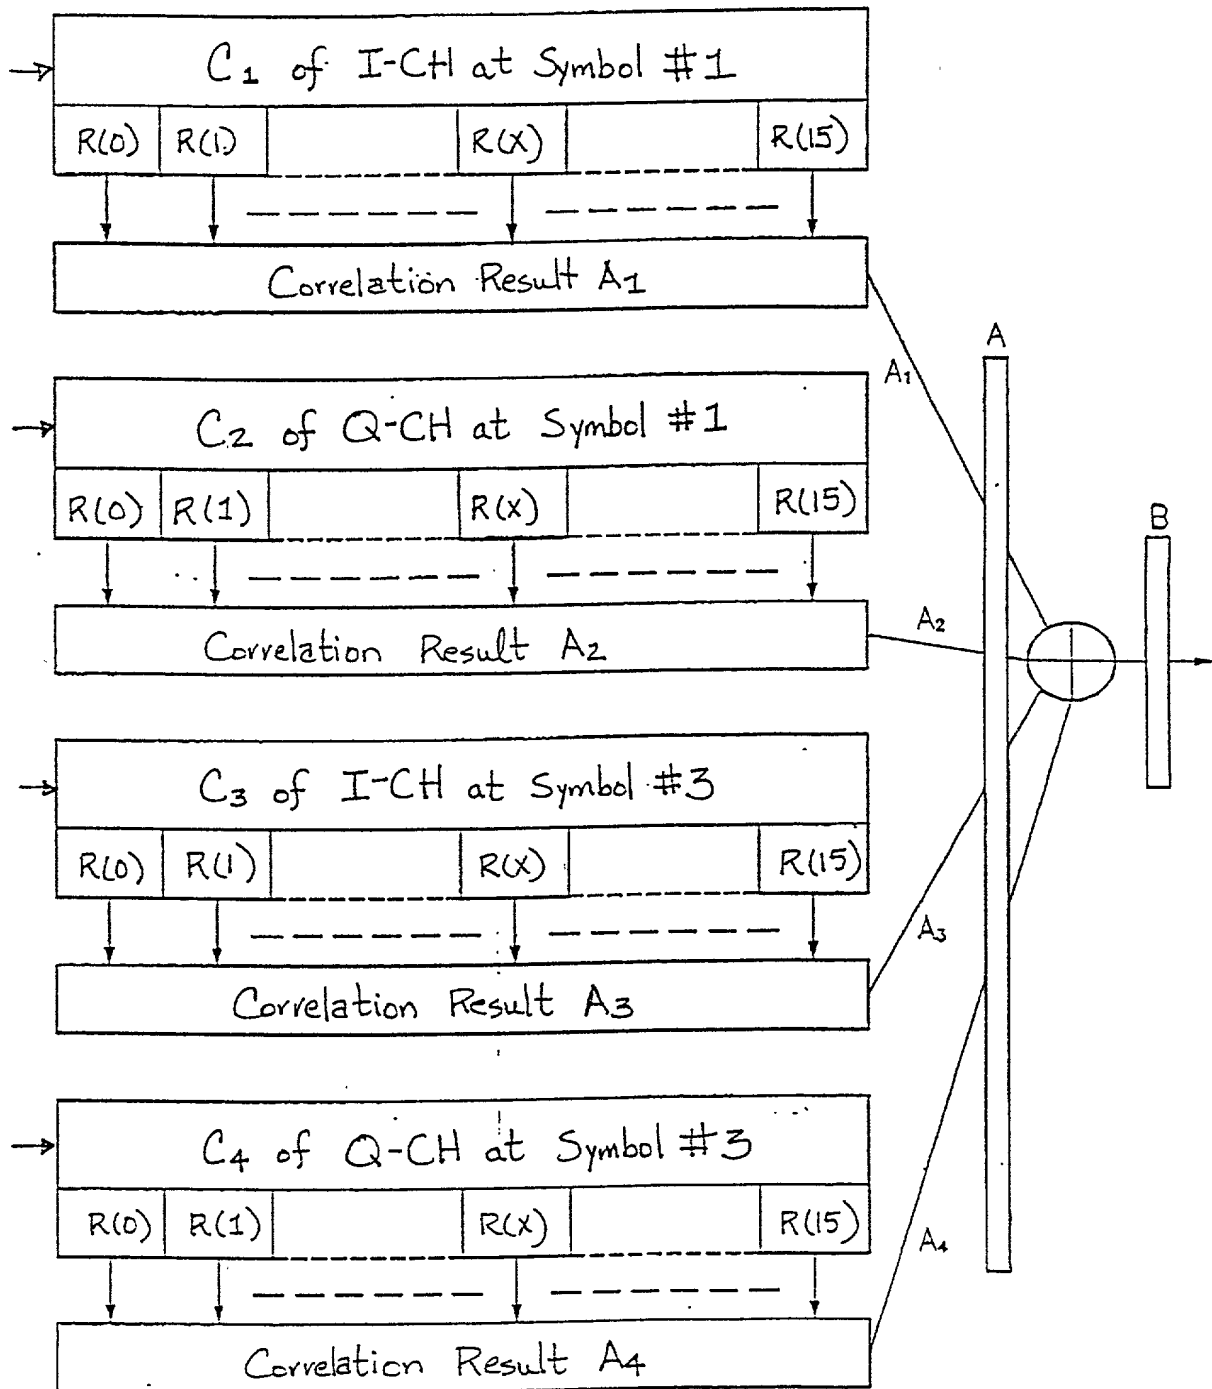 C1 of I-CH at Symbol #1
R(0) R(1) R(X) R(15)
Correlation Result A1
A
A1
C2 of Q-CH at Symbol #1
R(0) R(1) R(X) R(15)
B
Correlation Result A2
A2
C3 of I-CH at Symbol #3
R(0) R(1) R(X) R(15)
A3
Correlation Result A3
C4 of Q-CH at Symbol #3
R(0) R(1) R(X) R(15)
A4
Correlation Result A4